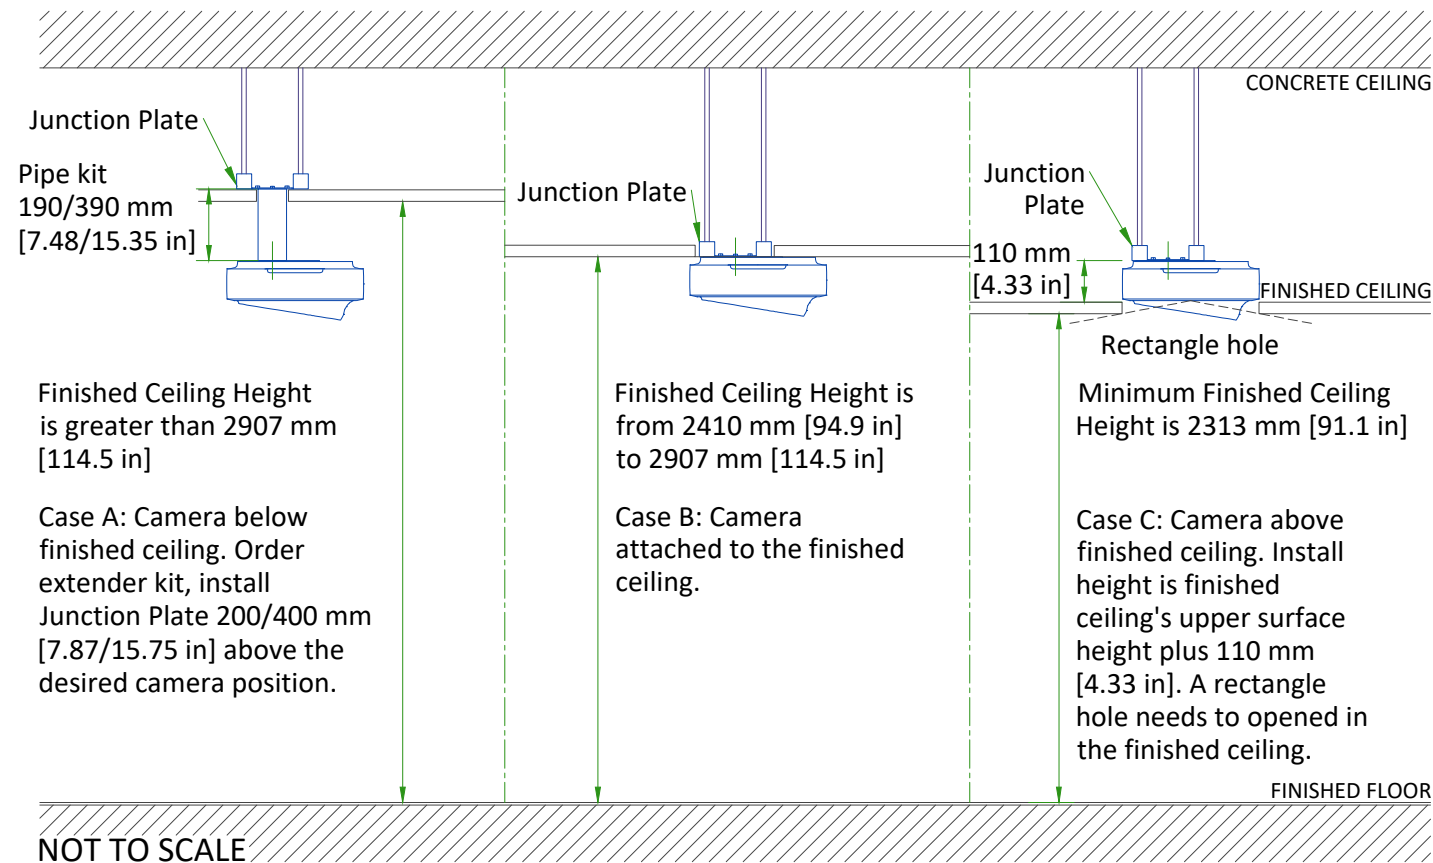 CONCRETE CEILING
Junction Plate
Pipe kit
190/390 mm
[7.48/15.35 in]
Junction Plate
Junction
Plate
110 mm
[4.33 in]
FINISHED CEILING
Rectangle hole
Finished Ceiling Height
is greater than 2907 mm
[114.5 in]
Case A: Camera below
finished ceiling. Order
extender kit, install
Junction Plate 200/400 mm
[7.87/15.75 in] above the
desired camera position.
Finished Ceiling Height is
from 2410 mm [94.9 in]
to 2907 mm [114.5 in]
Case B: Camera
attached to the finished
ceiling.
Minimum Finished Ceiling
Height is 2313 mm [91.1 in]
Case C: Camera above
finished ceiling. Install
height is finished
ceiling's upper surface
height plus 110 mm
[4.33 in]. A rectangle
hole needs to opened in
the finished ceiling.
FINISHED FLOOR
NOT TO SCALE